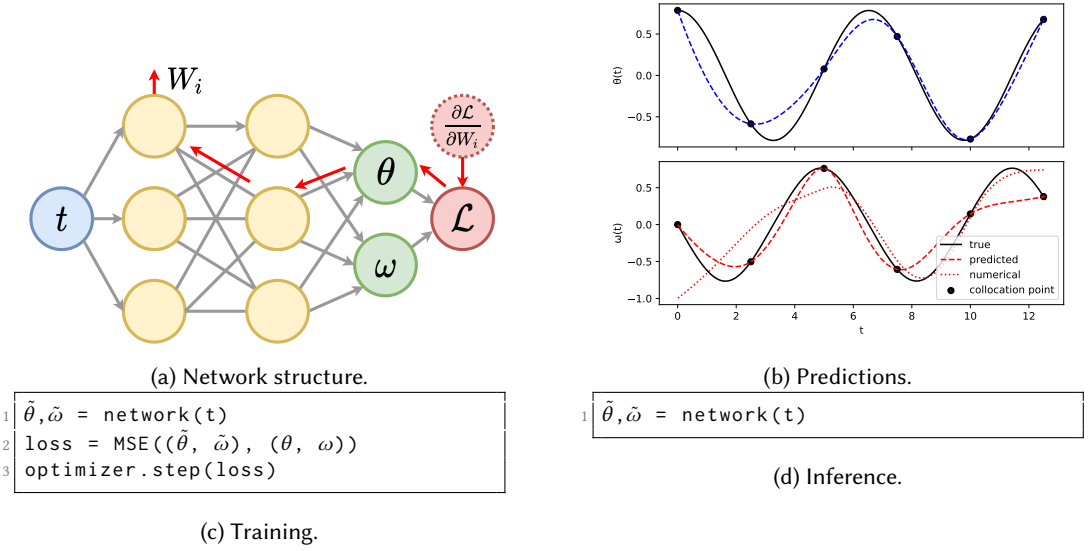 W_i
t
θ
ω
∂ℒ
∂W_i
ℒ
(a) Network structure.
θ(t)
0.5
0.0
−0.5
ω(t)
0.5
0.0
−0.5
−1.0
0 2 4 6 8 10 12
t
true
predicted
numerical
collocation point
(b) Predictions.
1 θ̃,ω̃ = network(t)
2 loss = MSE((θ̃, ω̃), (θ, ω))
3 optimizer.step(loss)
(c) Training.
1 θ̃,ω̃ = network(t)
(d) Inference.